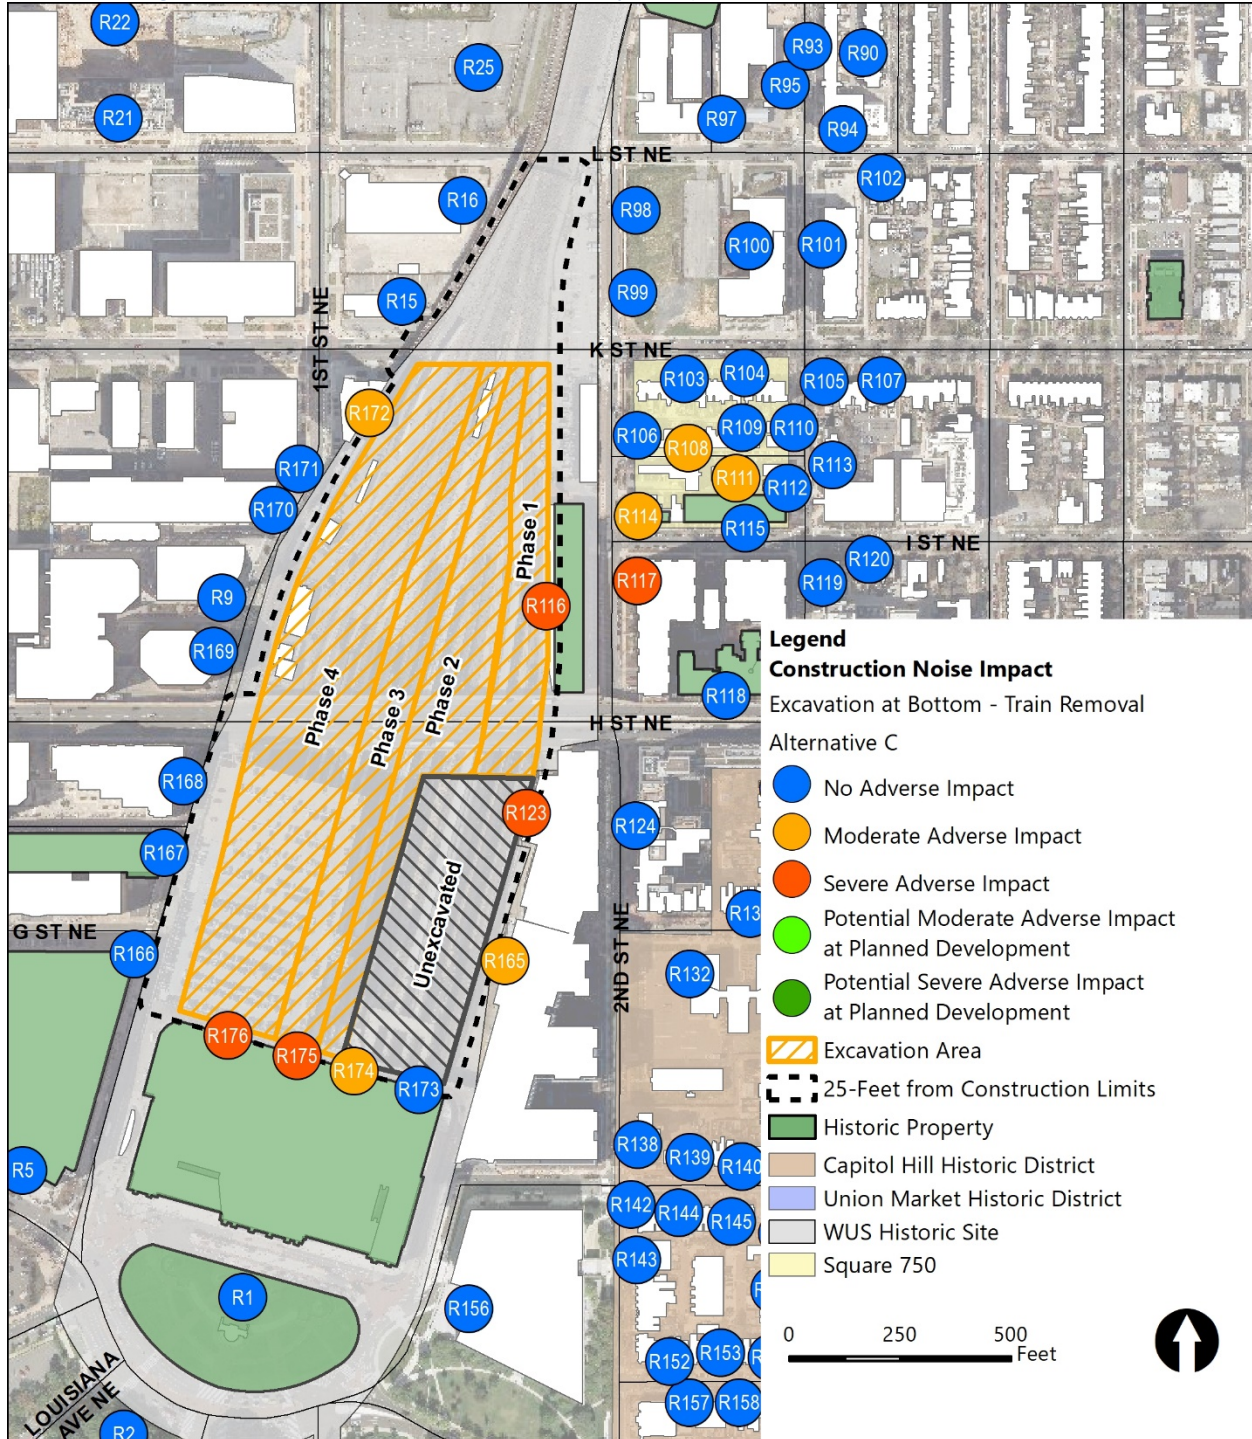 R22
R25
R93
R90
R95
R21
R97
R94
L ST NE
R102
R16
R98
R100
R101
R15
R99
1ST ST NE
K ST NE
R103
R104
R105
R107
R172
R106
R109
R110
R108
R171
R111
R113
R112
R170
R114
R115
Phase 1
I ST NE
R120
R117
R119
R9
R116
R169
Phase 4
Phase 3
Phase 2
R118
H ST NE
R168
R123
R124
R167
Unexcavated
R13
G ST NE
R166
R165
2ND ST NE
R132
R176
R175
R174
R173
R138
R139
R140
R5
R142
R144
R145
R143
R1
R156
R152
R153
R157
R158
LOUISIANA
AVE NE
R2
Legend
Construction Noise Impact
Excavation at Bottom - Train Removal
Alternative C
No Adverse Impact
Moderate Adverse Impact
Severe Adverse Impact
Potential Moderate Adverse Impact
at Planned Development
Potential Severe Adverse Impact
at Planned Development
Excavation Area
25-Feet from Construction Limits
Historic Property
Capitol Hill Historic District
Union Market Historic District
WUS Historic Site
Square 750
0 250 500
Feet